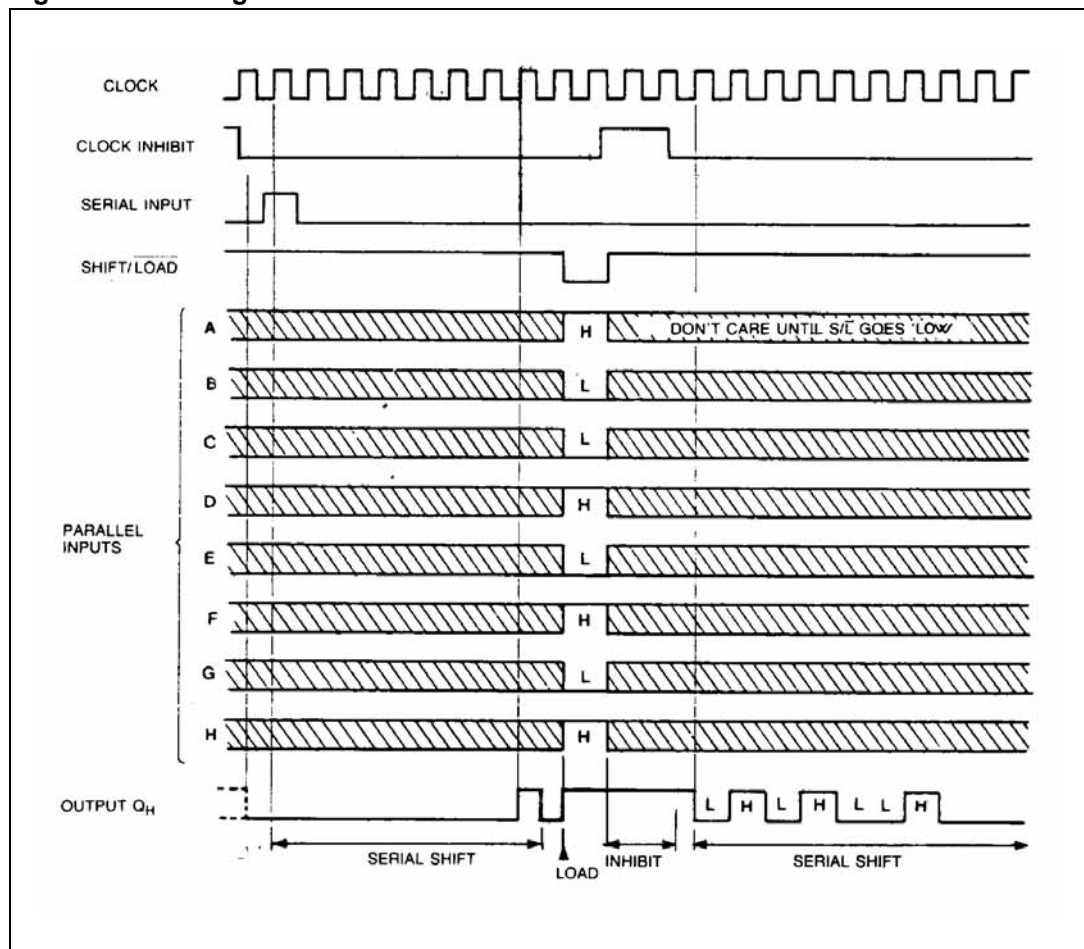 CLOCK
CLOCK INHIBIT
SERIAL INPUT
SHIFT/L̅O̅A̅D̅
A H DON'T CARE UNTIL S/L̅ GOES LOW
B L
C L
D H
PARALLEL
INPUTS
E L
F H
G L
H H
OUTPUT QH L H L H L L H
SERIAL SHIFT LOAD INHIBIT SERIAL SHIFT